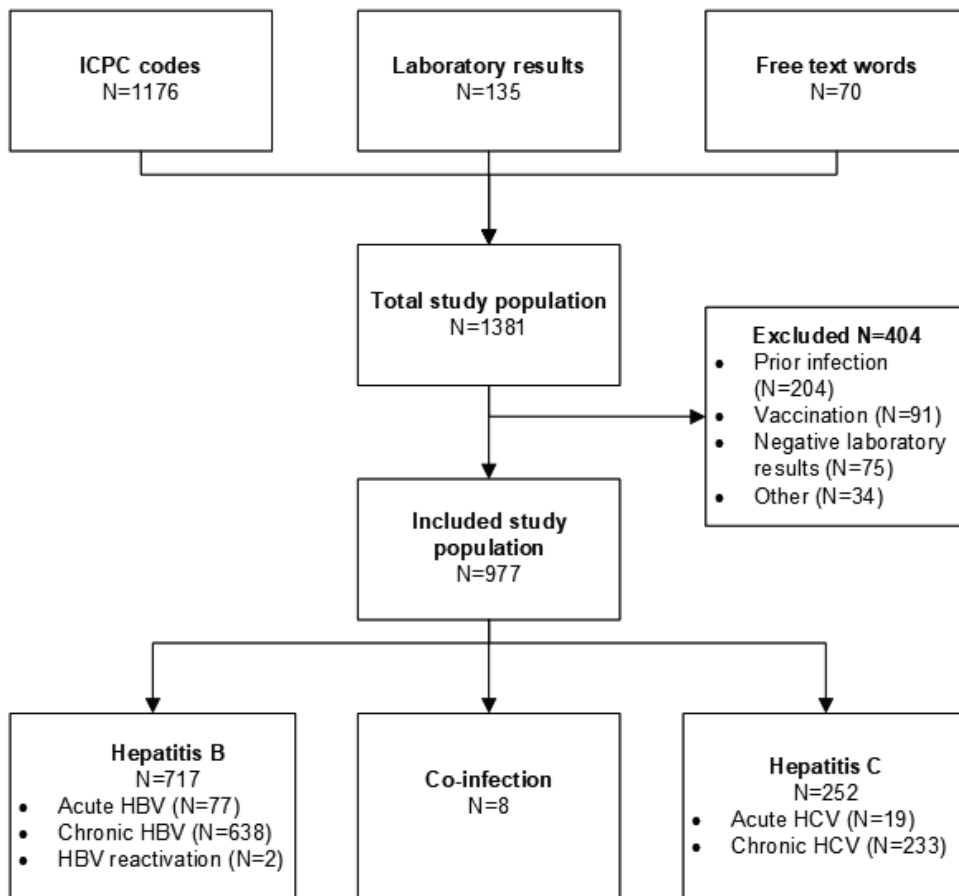 ICPC codes
N=1176
Laboratory results
N=135
Free text words
N=70
Total study population
N=1381
Excluded N=404
• Prior infection
(N=204)
• Vaccination (N=91)
• Negative laboratory
results (N=75)
• Other (N=34)
Included study
population
N=977
Hepatitis B
N=717
• Acute HBV (N=77)
• Chronic HBV (N=638)
• HBV reactivation (N=2)
Co-infection
N=8
Hepatitis C
N=252
• Acute HCV (N=19)
• Chronic HCV (N=233)